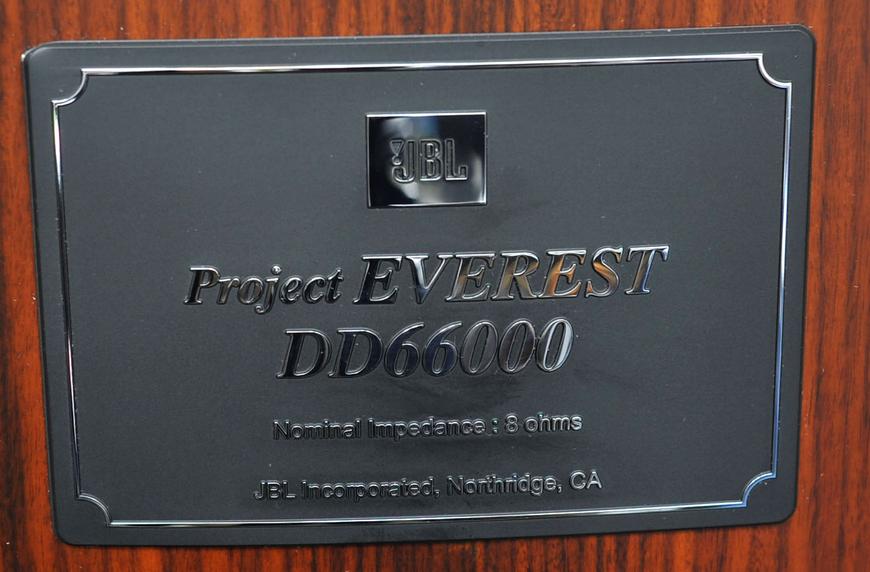 JBL
Project EVEREST
DD66000
Nominal Impedance : 8 ohms
JBL Incorporated, Northridge, CA